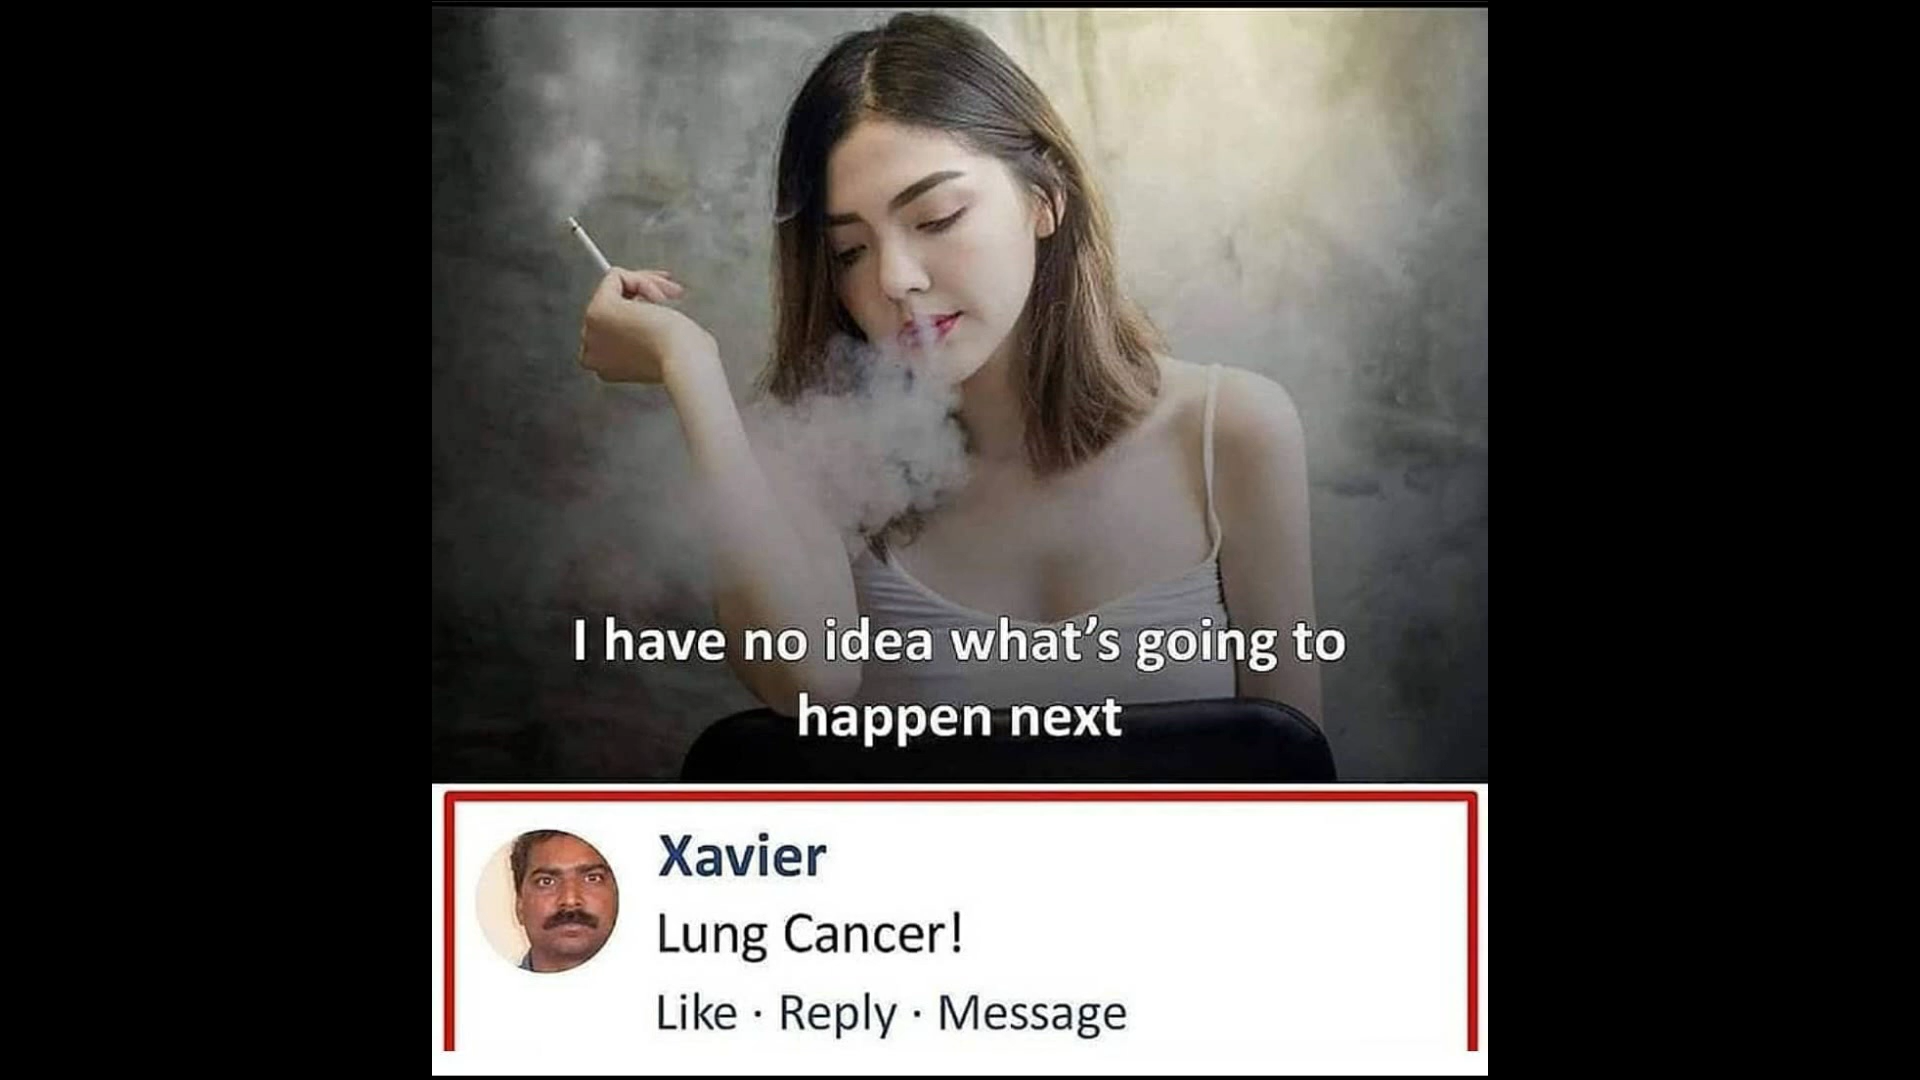 I have no idea what's going to
happen next
Xavier
Lung Cancer!
Like · Reply · Message